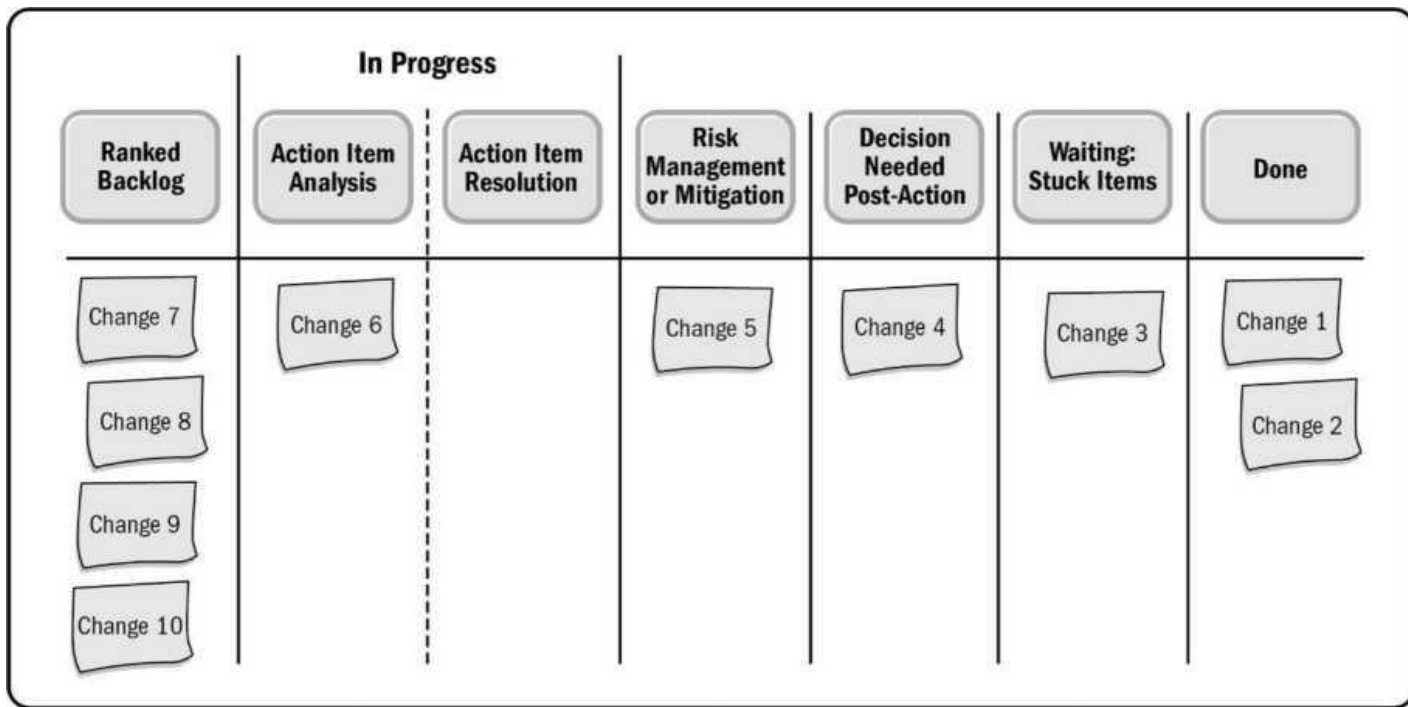 In Progress
Ranked
Backlog
Action Item
Analysis
Action Item
Resolution
Risk
Management
or Mitigation
Decision
Needed
Post-Action
Waiting:
Stuck Items
Done
Change 7
Change 8
Change 9
Change 10
Change 6
Change 5
Change 4
Change 3
Change 1
Change 2